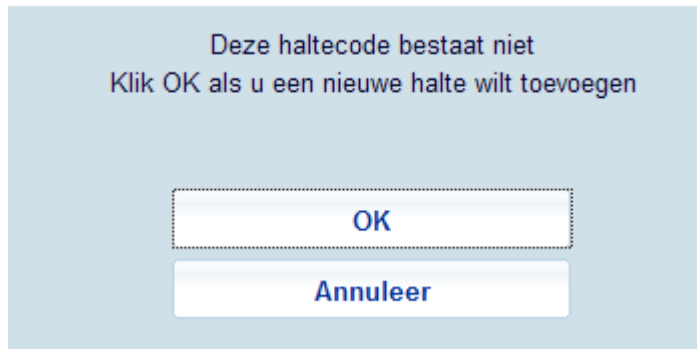 Deze haltecode bestaat niet
Klik OK als u een nieuwe halte wilt toevoegen
OK
Annuleer